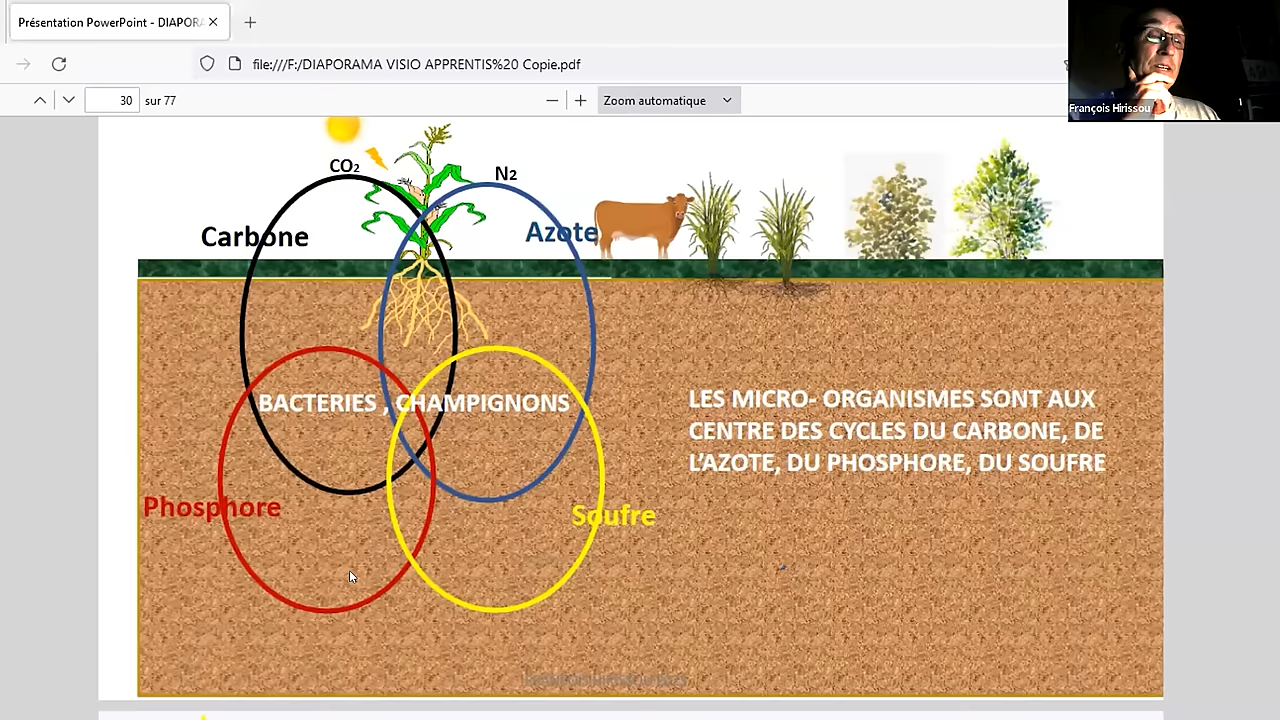 Présentation PowerPoint - DIAPORA
file:///F:/DIAPORAMA VISIO APPRENTIS%20 Copie.pdf
30 sur 77
Zoom automatique
François Hirissou
CO2
N2
Carbone
Azote
BACTERIES , CHAMPIGNONS
LES MICRO- ORGANISMES SONT AUX
CENTRE DES CYCLES DU CARBONE, DE
L'AZOTE, DU PHOSPHORE, DU SOUFRE
Phosphore
Soufre